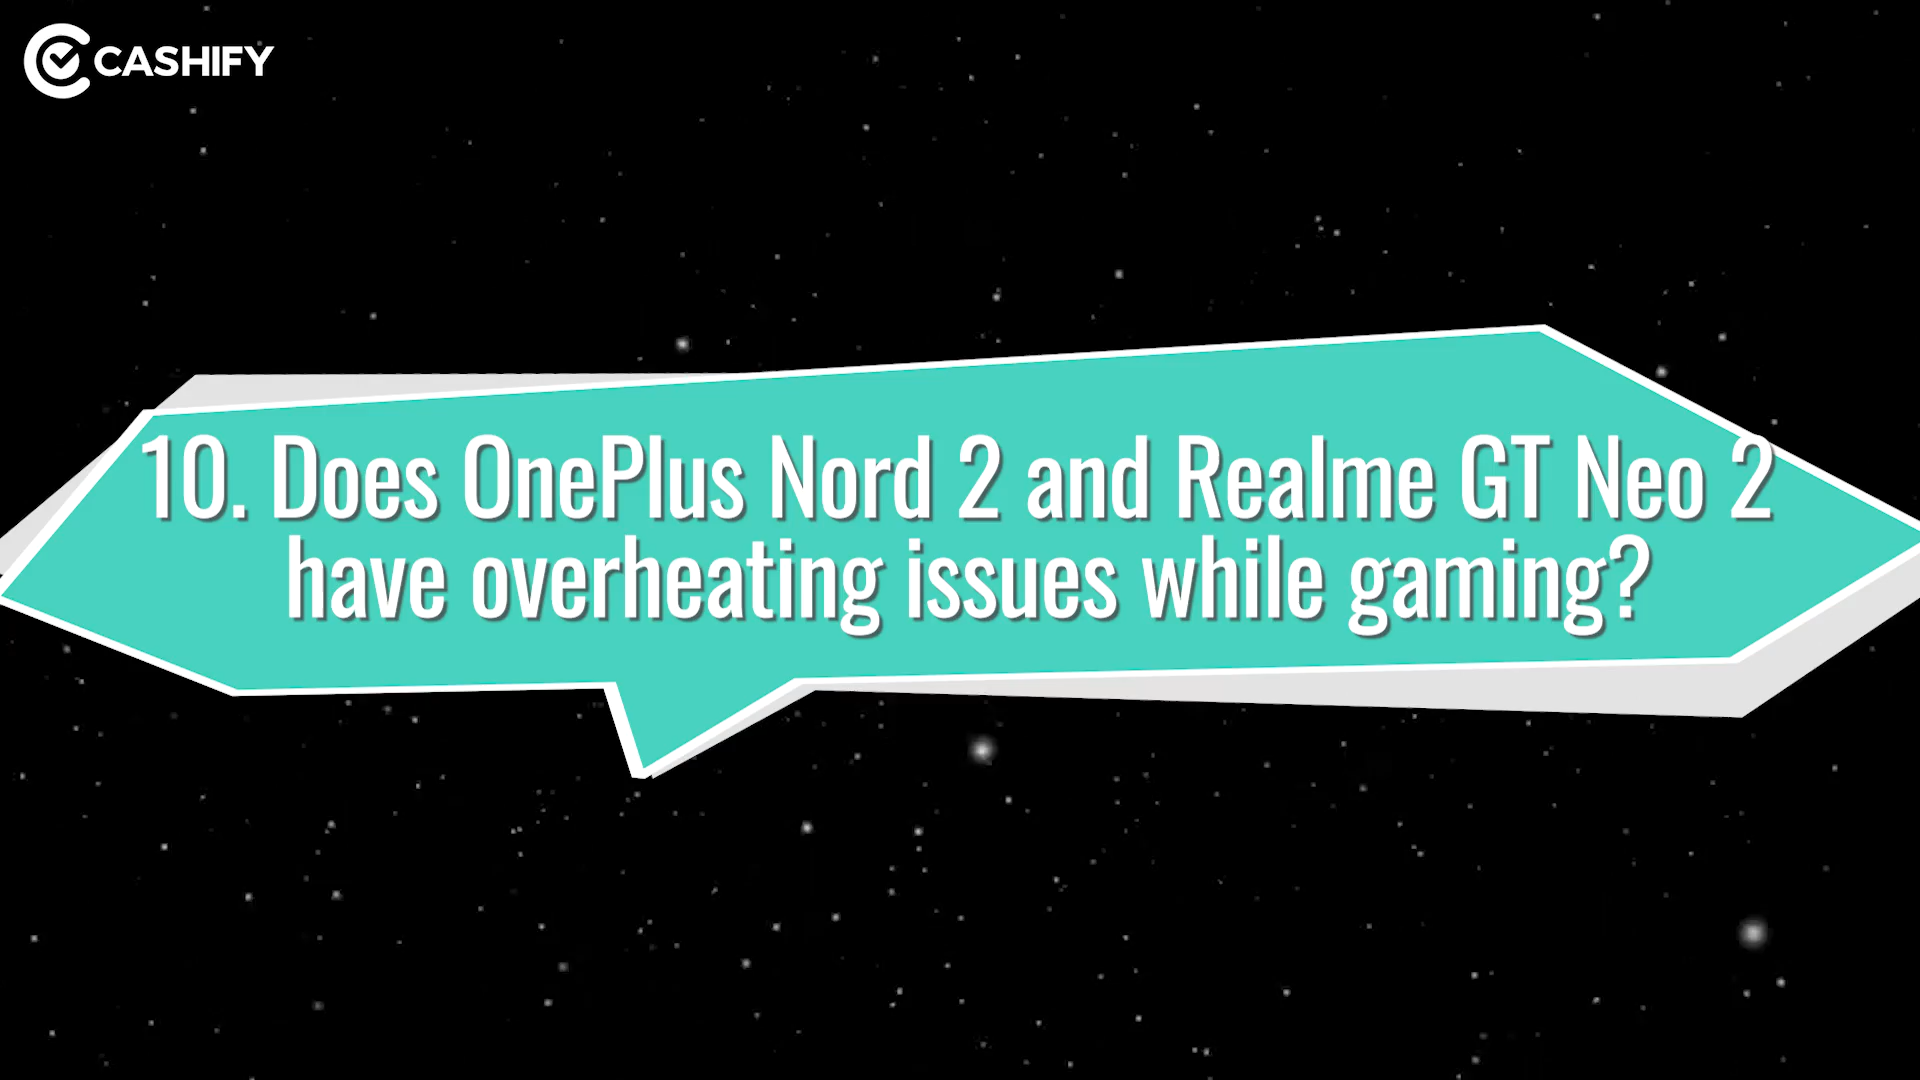 CASHIFY
10. Does OnePlus Nord 2 and Realme GT Neo 2
have overheating issues while gaming?